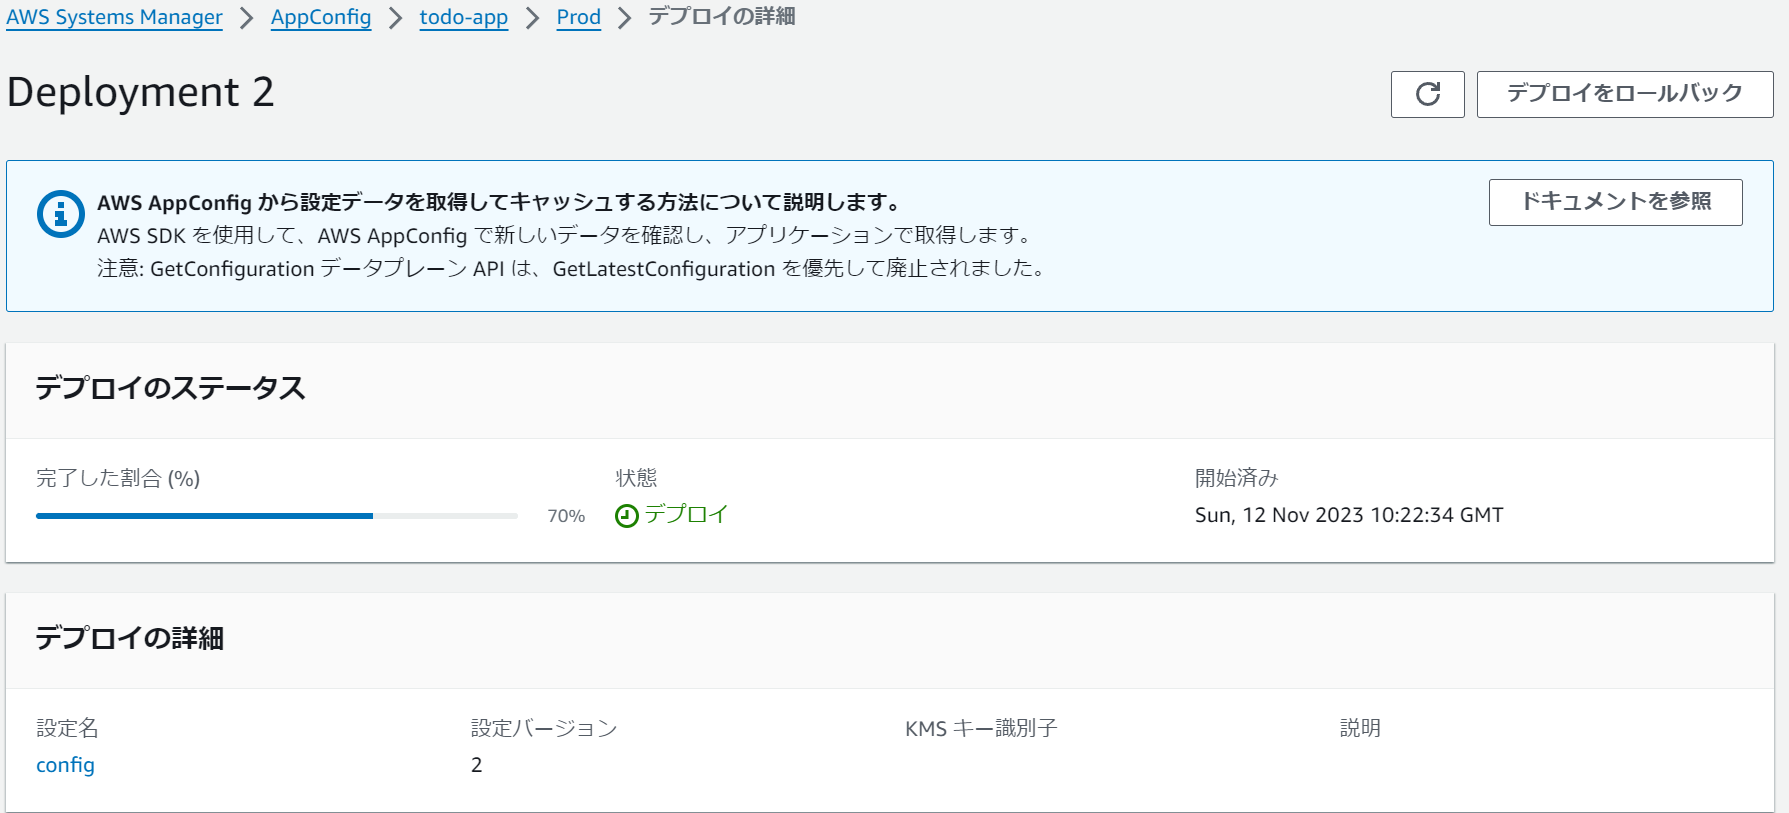 AWS Systems Manager > AppConfig > todo-app > Prod > デプロイの詳細
Deployment 2
デプロイをロールバック
AWS AppConfig から設定データを取得してキャッシュする方法について説明します。
ドキュメントを参照
AWS SDK を使用して、AWS AppConfig で新しいデータを確認し、アプリケーションで取得します。
注意: GetConfiguration データプレーン API は、GetLatestConfiguration を優先して廃止されました。
デプロイのステータス
完了した割合 (%)
70%
状態
デプロイ
開始済み
Sun, 12 Nov 2023 10:22:34 GMT
デプロイの詳細
設定名
config
設定バージョン
2
KMS キー識別子
説明